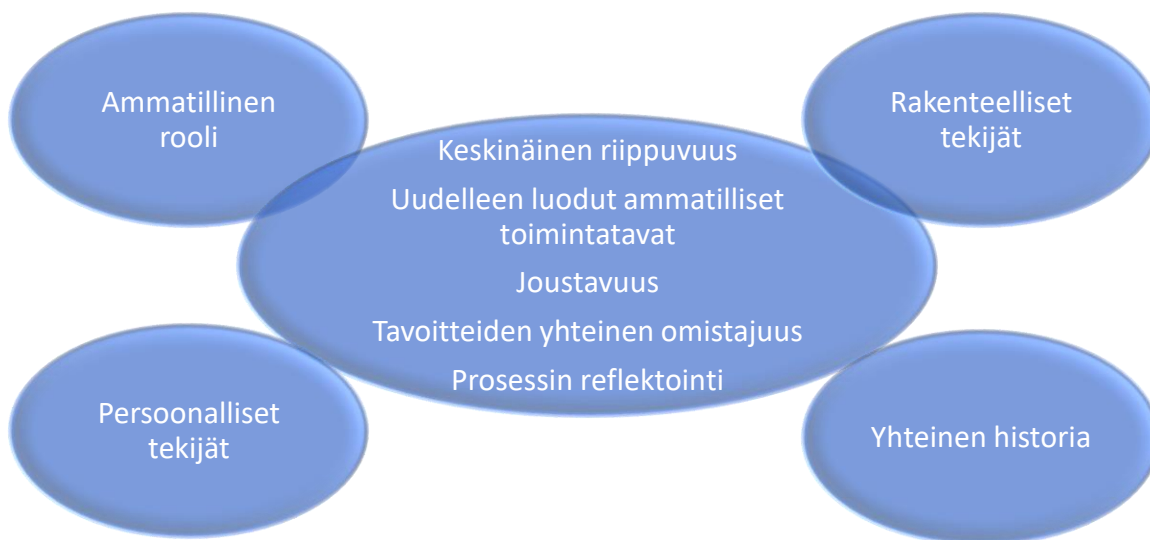 Ammatillinen
rooli
Rakenteelliset
tekijät
Keskinäinen riippuvuus
Uudelleen luodut ammatilliset
toimintatavat
Joustavuus
Tavoitteiden yhteinen omistajuus
Prosessin reflektointi
Persoonalliset
tekijät
Yhteinen historia